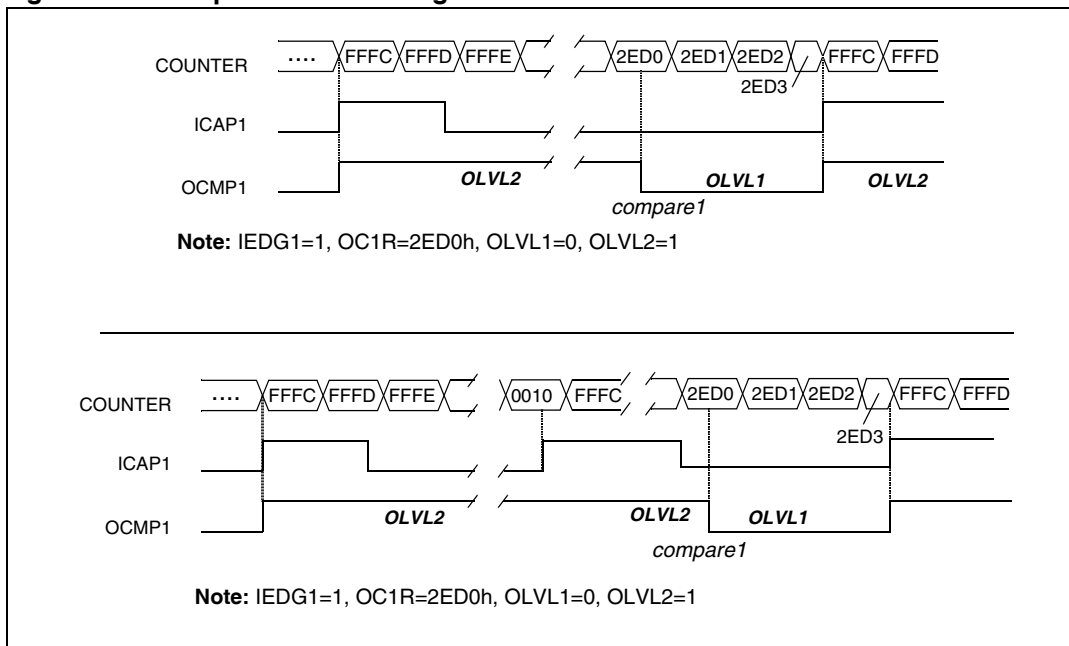 COUNTER .... FFFC FFFD FFFE 2ED0 2ED1 2ED2 FFFC FFFD
2ED3
ICAP1
OCMP1 OLVL2 OLVL1 OLVL2
compare1
Note: IEDG1=1, OC1R=2ED0h, OLVL1=0, OLVL2=1
COUNTER .... FFFC FFFD FFFE 0010 FFFC 2ED0 2ED1 2ED2 FFFC FFFD
2ED3
ICAP1
OCMP1 OLVL2 OLVL2 OLVL1
compare1
Note: IEDG1=1, OC1R=2ED0h, OLVL1=0, OLVL2=1